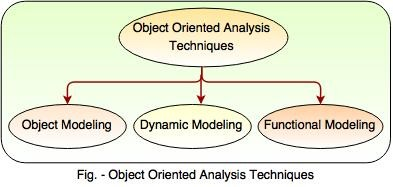 Object Oriented Analysis
Techniques
Object Modeling
Dynamic Modeling
Functional Modeling
Fig. - Object Oriented Analysis Techniques